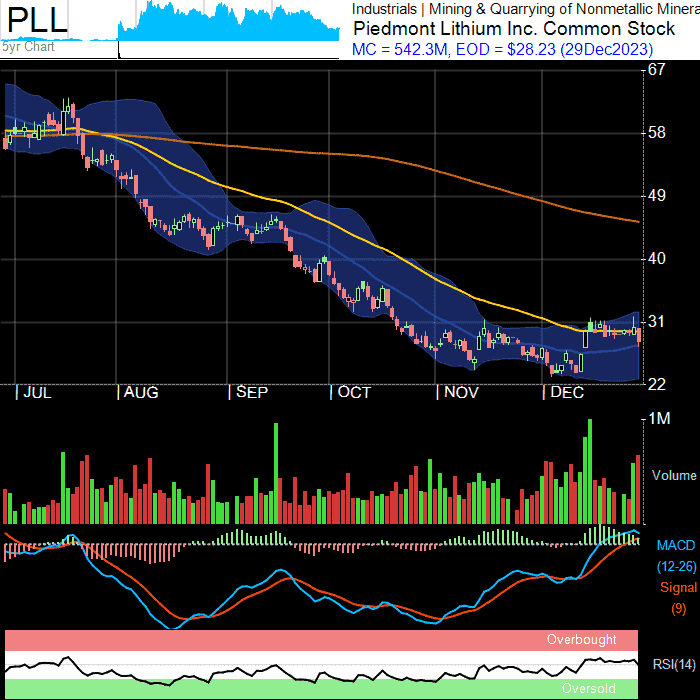 PLL
5yr Chart
Industrials | Mining & Quarrying of Nonmetallic Minera
Piedmont Lithium Inc. Common Stock
MC = 542.3M, EOD = $28.23 (29Dec2023)
67
58
49
40
31
22
JUL AUG SEP OCT NOV DEC
1M
Volume
MACD
(12-26)
Signal
(9)
Overbought
RSI(14)
Oversold